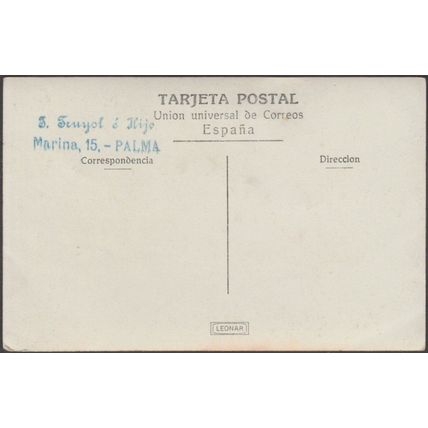 TARJETA POSTAL
Union universal de Correos
España
J. Truyol é Hijo
Marina, 15, - PALMA
Correspondencia
Direccion
LEONAR